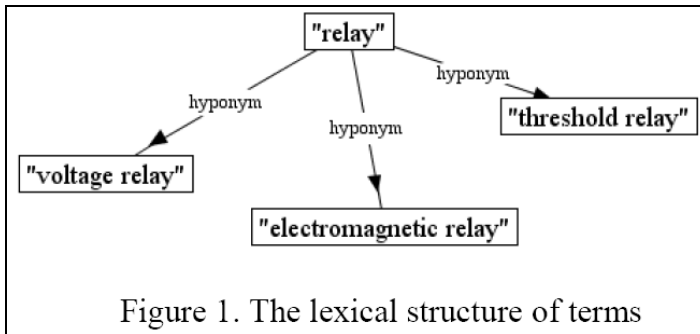 "relay"
hyponym
hyponym
"threshold relay"
hyponym
"voltage relay"
"electromagnetic relay"
Figure 1. The lexical structure of terms